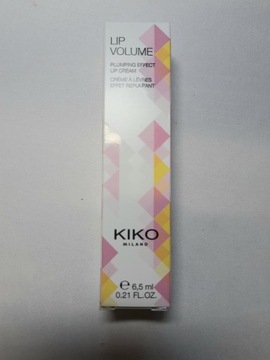 LIP
VOLUME
PLUMPING EFFECT
LIP CREAM
CRÈME À LÈVRES
EFFET REPULPANT
KIKO
MILANO
e 6,5 ml
0.21 FL.OZ.